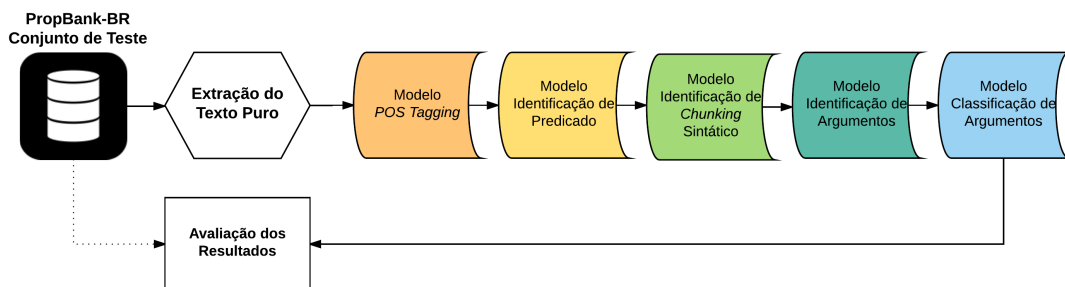 PropBank-BR
Conjunto de Teste
Extração do
Texto Puro
Modelo
POS Tagging
Modelo
Identificação de
Predicado
Modelo
Identificação de
Chunking
Sintático
Modelo
Identificação de
Argumentos
Modelo
Classificação de
Argumentos
Avaliação dos
Resultados